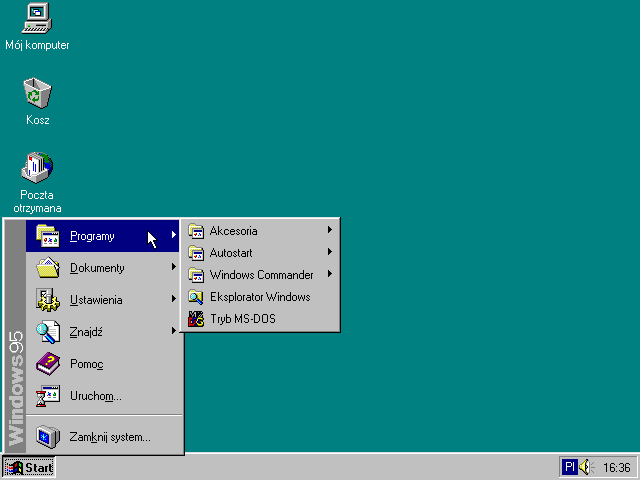 Mój komputer
Kosz
Poczta
otrzymana
Programy
Dokumenty
Ustawienia
Znajdź
Pomoc
Uruchom...
Zamknij system...
Windows95
Akcesoria
Autostart
Windows Commander
Eksplorator Windows
Tryb MS-DOS
Start
Pl
16:36